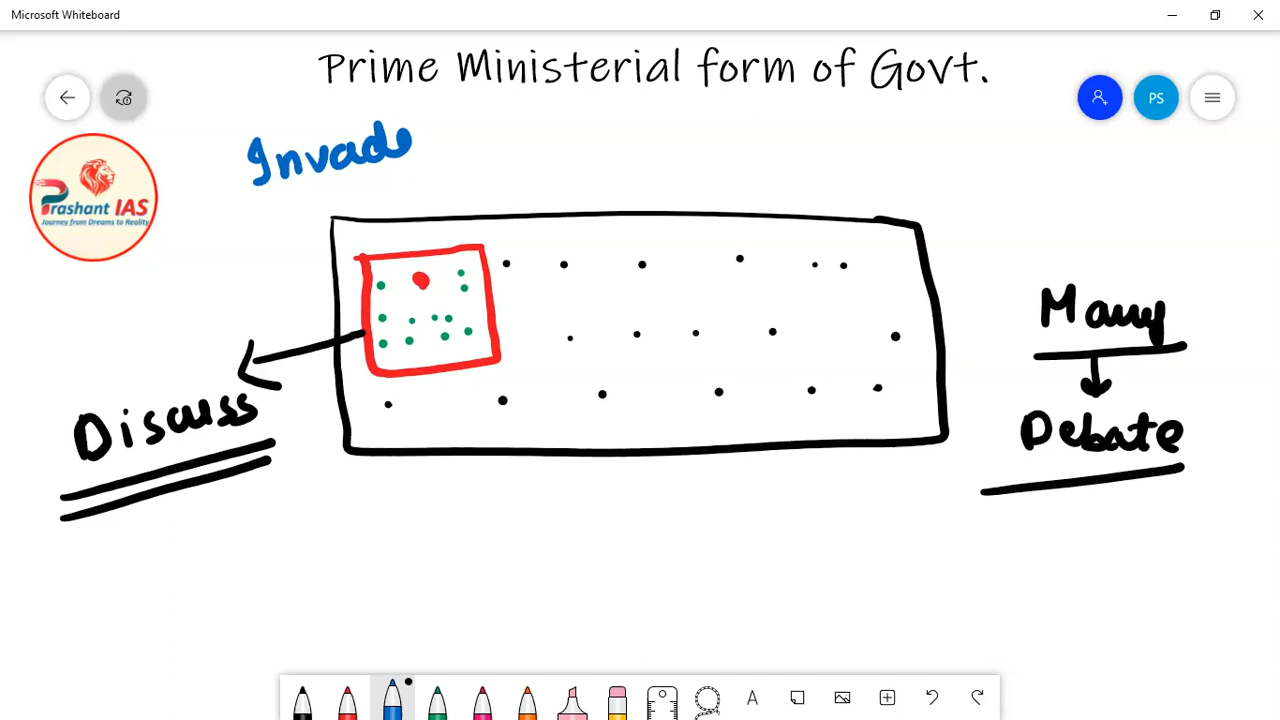 Microsoft Whiteboard
Prime Ministerial form of Govt.
PS
Invade
Prashant IAS
Journey from Dreams to Reality
Many
Debate
Discuss
A